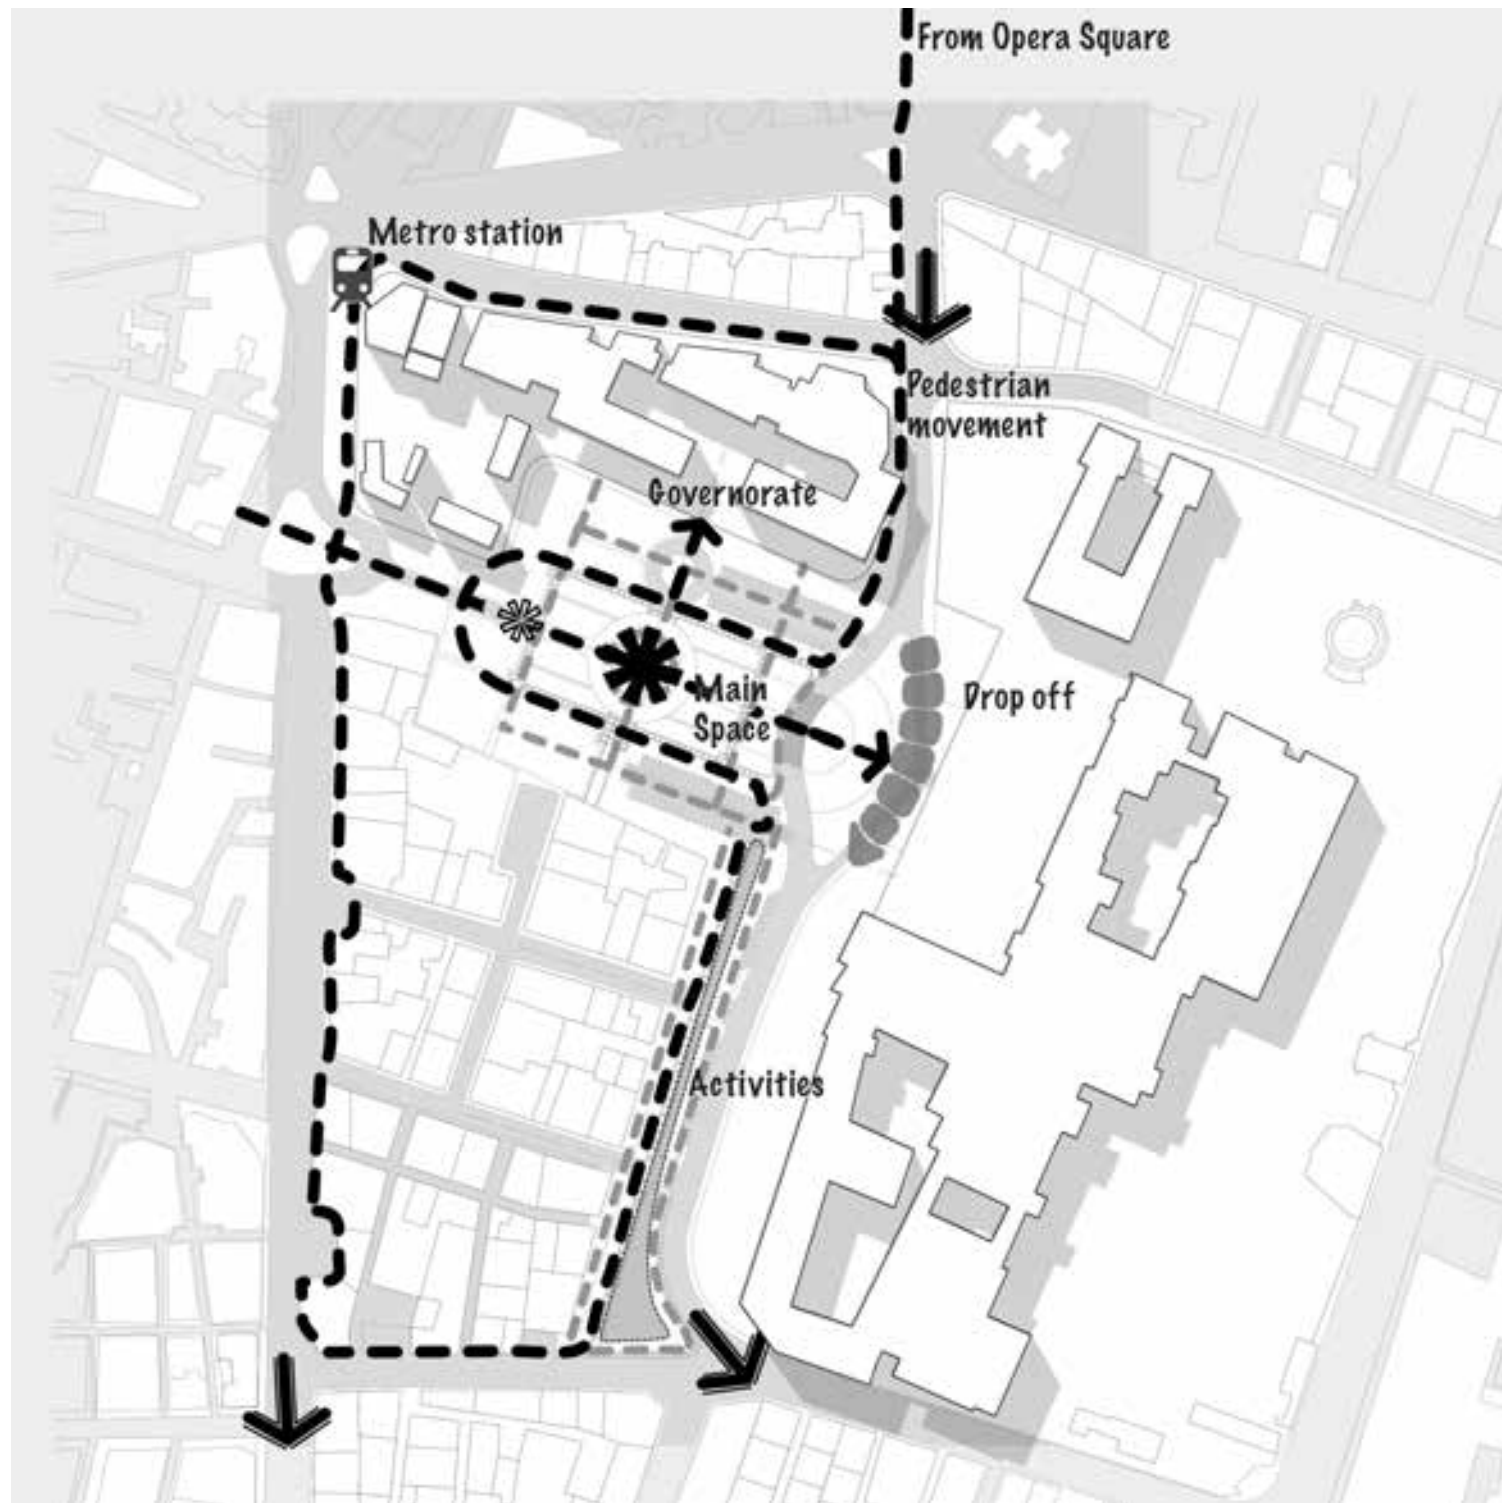 From Opera Square
Metro station
Pedestrian
movement
Governorate
Main
Space
Drop off
Activities